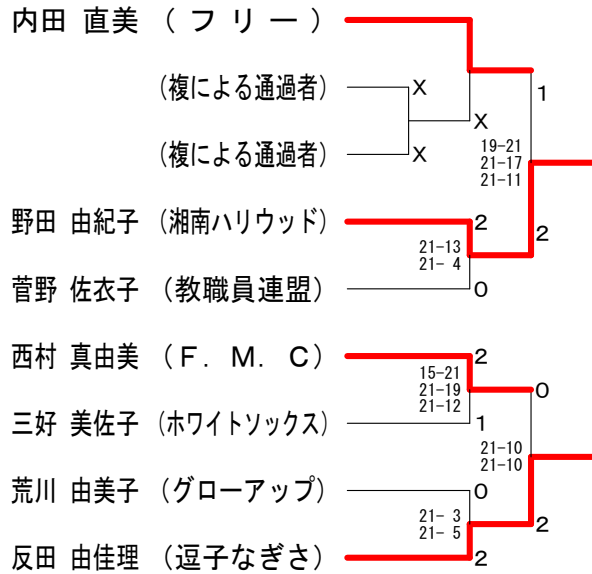 内田 直美 (フリー)
1
(複による通過者) X
X
(複による通過者) X
19-21
21-17
21-11
野田 由紀子 (湘南ハリウッド) 2
2
21-13
21- 4
菅野 佐衣子 (教職員連盟) 0
西村 真由美 (F. M. C) 2
15-21
21-19
21-12
0
三好 美佐子 (ホワイトソックス) 1
21-10
21-10
荒川 由美子 (グローアップ) 0
21- 3
21- 5
2
反田 由佳理 (逗子なぎさ) 2